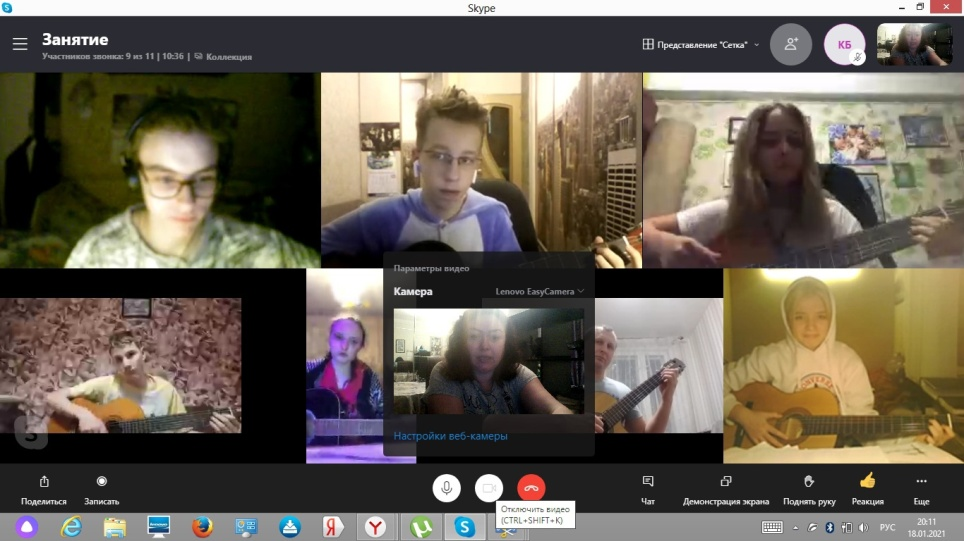 Skype
Занятие
Участников звонка: 9 из 11 | 10:36 | Коллекция
Представление "Сетка"
КБ
Параметры видео
Камера
Lenovo EasyCamera
Настройки веб-камеры
CONVERSE
Поделиться
Записать
Чат
Демонстрация экрана
Поднять руку
Реакция
Еще
Отключить видео
(CTRL+SHIFT+K)
РУС
20:11
18.01.2021